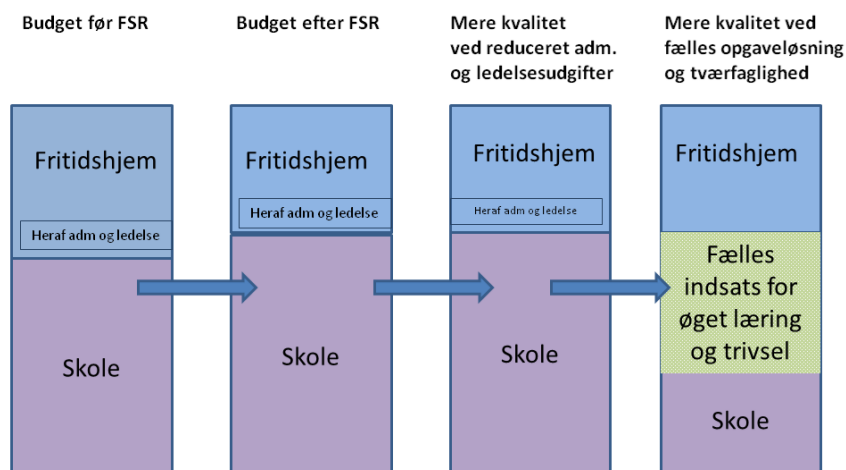 Budget før FSR
Budget efter FSR
Mere kvalitet
ved reduceret adm.
og ledelsesudgifter
Mere kvalitet ved
fælles opgaveløsning
og tværfaglighed
Fritidshjem
Heraf adm og ledelse
Skole
Fritidshjem
Heraf adm og ledelse
Skole
Fritidshjem
Heraf adm og ledelse
Skole
Fritidshjem
Fælles
indsats for
øget læring
og trivsel
Skole